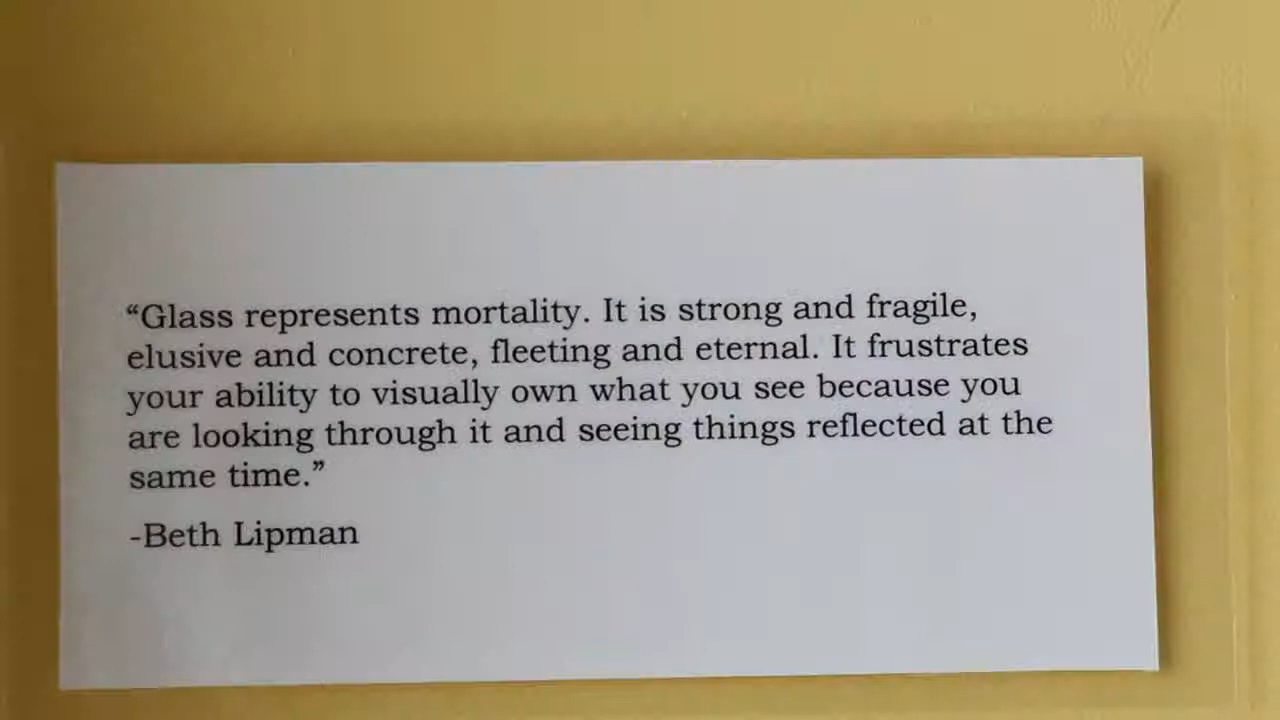 “Glass represents mortality. It is strong and fragile,
elusive and concrete, fleeting and eternal. It frustrates
your ability to visually own what you see because you
are looking through it and seeing things reflected at the
same time.”
-Beth Lipman